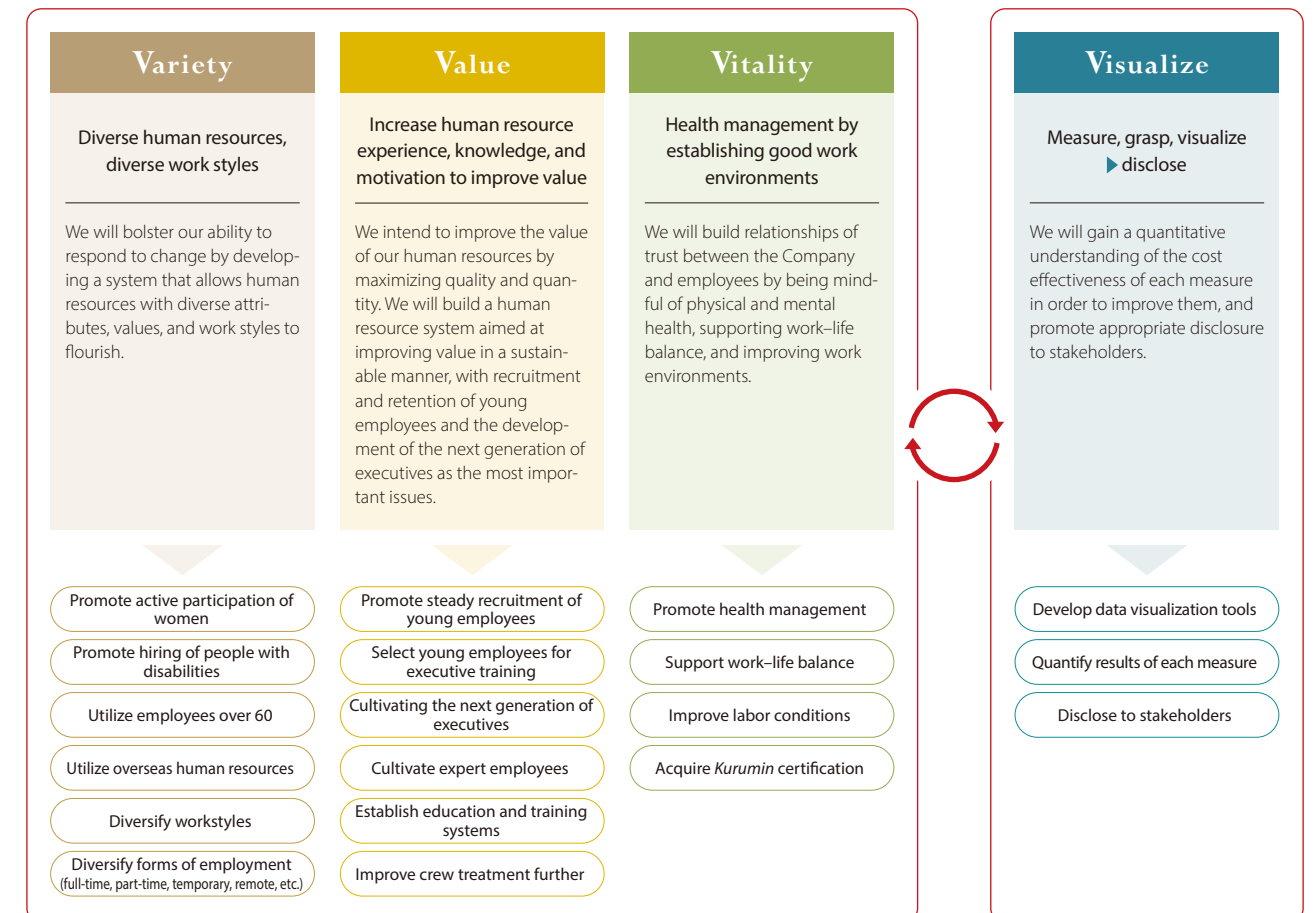 Variety
Diverse human resources,
diverse work styles
We will bolster our ability to
respond to change by develop-
ing a system that allows human
resources with diverse attri-
butes, values, and work styles to
flourish.
Promote active participation of
women
Promote hiring of people with
disabilities
Utilize employees over 60
Utilize overseas human resources
Diversify workstyles
Diversify forms of employment
(full-time, part-time, temporary, remote, etc.)
Value
Increase human resource
experience, knowledge, and
motivation to improve value
We intend to improve the value
of our human resources by
maximizing quality and quan-
tity. We will build a human
resource system aimed at
improving value in a sustain-
able manner, with recruitment
and retention of young
employees and the develop-
ment of the next generation of
executives as the most impor-
tant issues.
Promote steady recruitment of
young employees
Select young employees for
executive training
Cultivating the next generation of
executives
Cultivate expert employees
Establish education and training
systems
Improve crew treatment further
Vitality
Health management by
establishing good work
environments
We will build relationships of
trust between the Company
and employees by being mind-
ful of physical and mental
health, supporting work–life
balance, and improving work
environments.
Promote health management
Support work–life balance
Improve labor conditions
Acquire Kurumin certification
Visualize
Measure, grasp, visualize
▶ disclose
We will gain a quantitative
understanding of the cost
effectiveness of each measure
in order to improve them, and
promote appropriate disclosure
to stakeholders.
Develop data visualization tools
Quantify results of each measure
Disclose to stakeholders